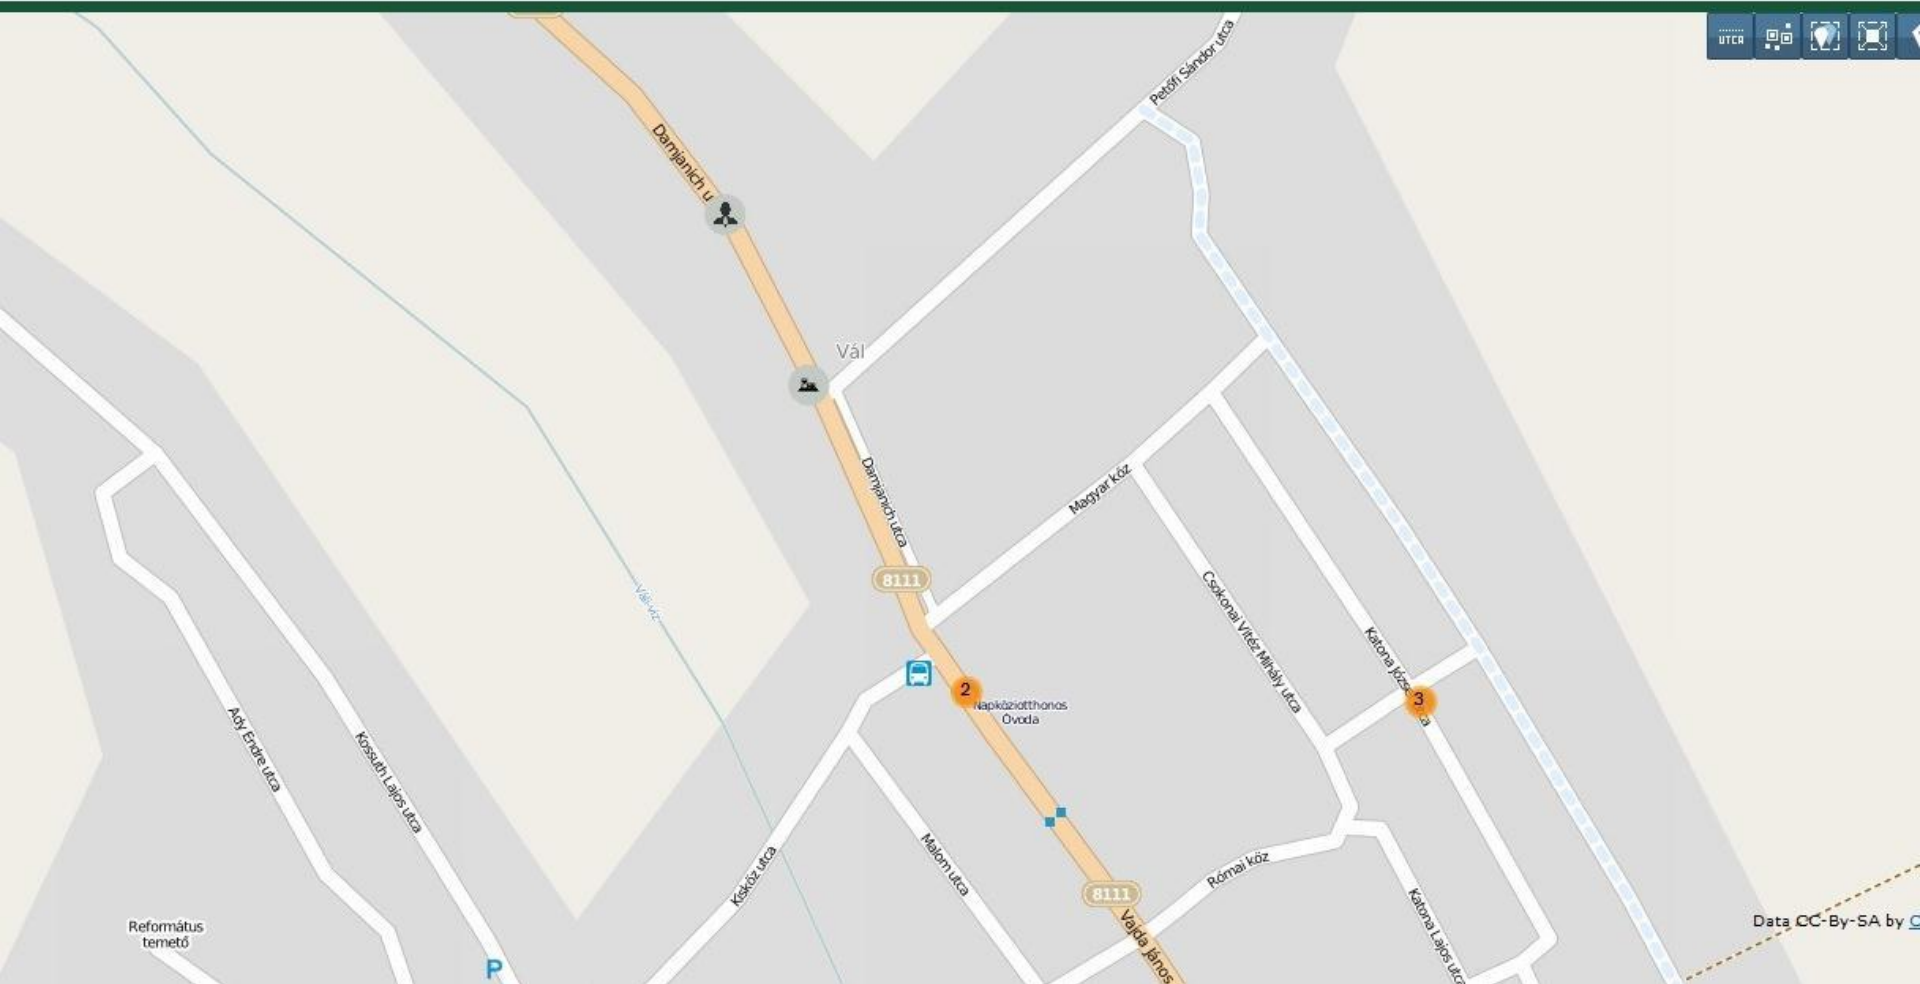 UTCA
Petőfi Sándor utca
Damjanich u
Vál
Damjanich utca
Magyar köz
8111
Váli-víz
Csokonai Vitéz Mihály utca
Katona József utca
2
Napköziotthonos
Óvoda
3
Ady Endre utca
Kossuth Lajos utca
Kisköz utca
Malom utca
Római köz
8111
Vajda János
Katona Lajos utca
Református
temető
P
Data CC-By-SA by